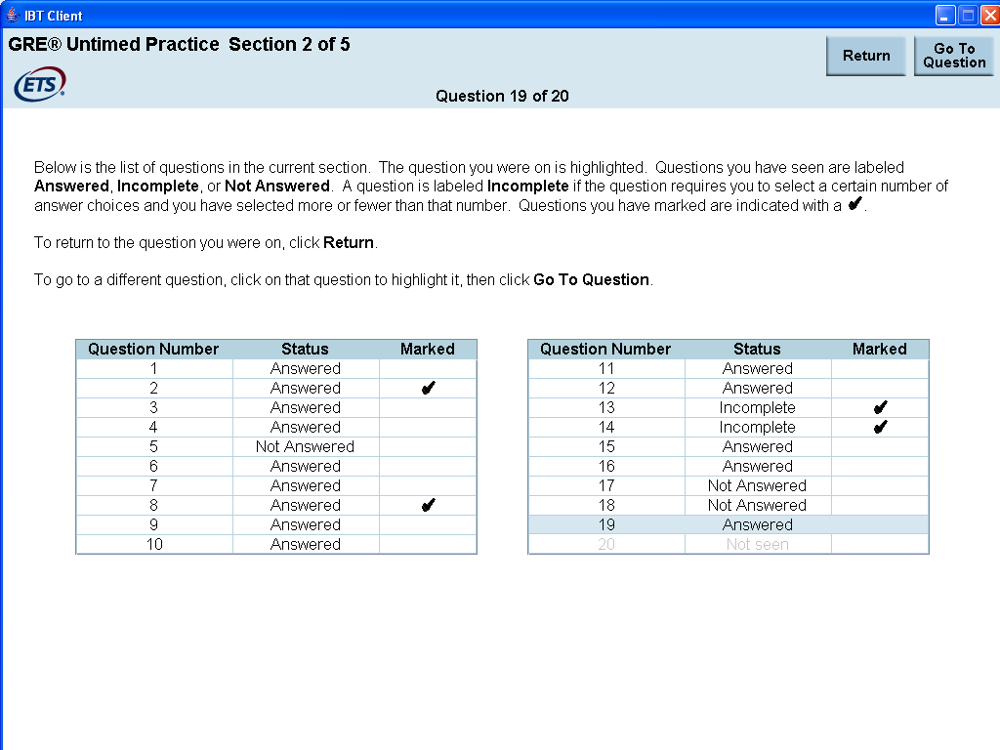 IBT Client
GRE® Untimed Practice Section 2 of 5
Return
Go To
Question
ETS
Question 19 of 20
Below is the list of questions in the current section. The question you were on is highlighted. Questions you have seen are labeled
Answered, Incomplete, or Not Answered. A question is labeled Incomplete if the question requires you to select a certain number of
answer choices and you have selected more or fewer than that number. Questions you have marked are indicated with a ✔.
To return to the question you were on, click Return.
To go to a different question, click on that question to highlight it, then click Go To Question.
Question Number Status Marked
1 Answered
2 Answered ✔
3 Answered
4 Answered
5 Not Answered
6 Answered
7 Answered
8 Answered ✔
9 Answered
10 Answered
Question Number Status Marked
11 Answered
12 Answered
13 Incomplete ✔
14 Incomplete ✔
15 Answered
16 Answered
17 Not Answered
18 Not Answered
19 Answered
20 Not seen